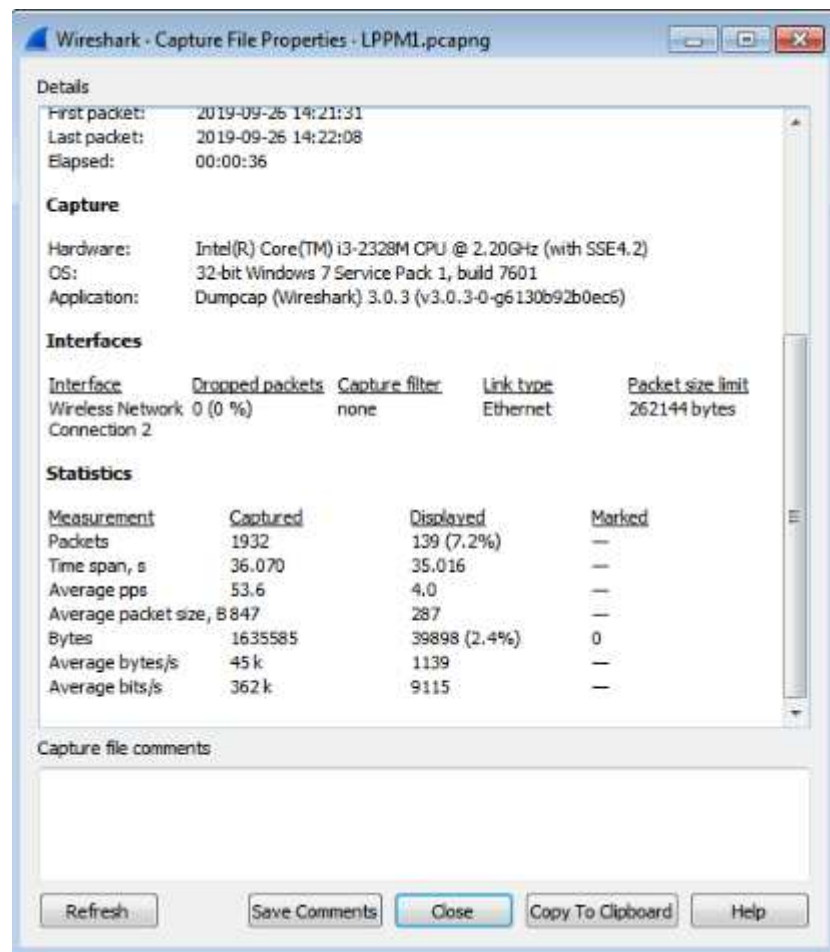 Wireshark - Capture File Properties - LPPM1.pcapng
Details
First packet: 2019-09-26 14:21:31
Last packet: 2019-09-26 14:22:08
Elapsed: 00:00:36
Capture
Hardware: Intel(R) Core(TM) i3-2328M CPU @ 2.20GHz (with SSE4.2)
OS: 32-bit Windows 7 Service Pack 1, build 7601
Application: Dumpcap (Wireshark) 3.0.3 (v3.0.3-0-g6130b92b0ec6)
Interfaces
Interface Dropped packets Capture filter Link type Packet size limit
Wireless Network 0 (0 %) none Ethernet 262144 bytes
Connection 2
Statistics
Measurement Captured Displayed Marked
Packets 1932 139 (7.2%) —
Time span, s 36.070 35.016 —
Average pps 53.6 4.0 —
Average packet size, B 847 287 —
Bytes 1635585 39898 (2.4%) 0
Average bytes/s 45 k 1139 —
Average bits/s 362 k 9115 —
Capture file comments
Refresh Save Comments Close Copy To Clipboard Help